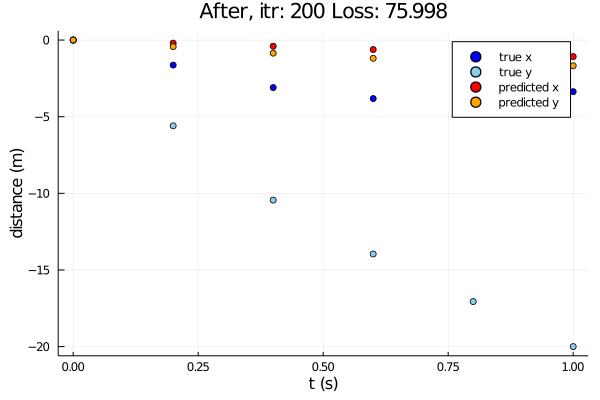 After, itr: 200 Loss: 75.998
0
−5
−10
−15
−20
distance (m)
true x
true y
predicted x
predicted y
0.00 0.25 0.50 0.75 1.00
t (s)